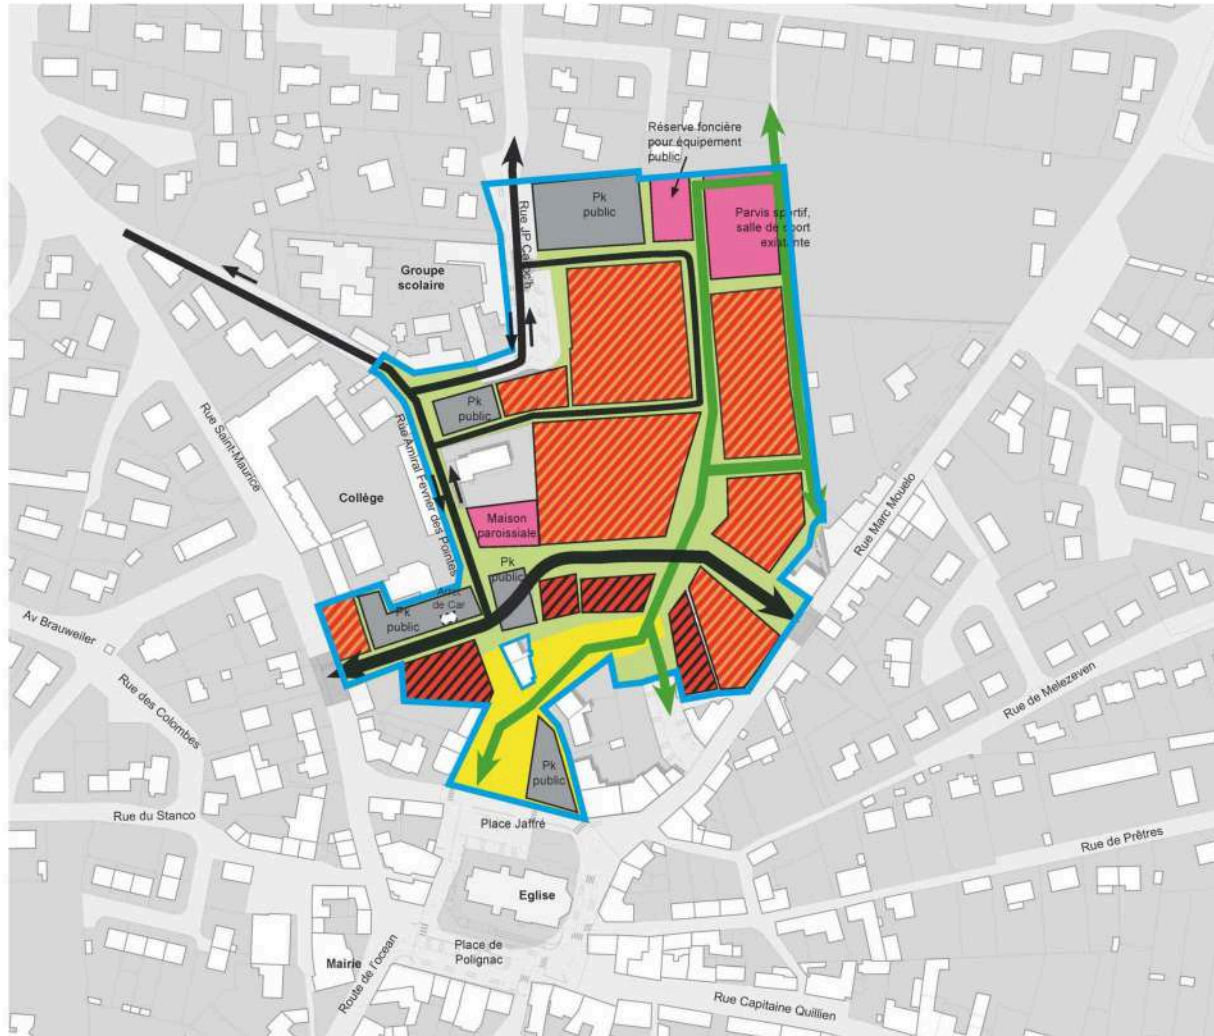 Réserve foncière
pour équipement
public
Pk
public
Parvis sportif,
salle de sport
existante
Groupe
scolaire
Pk
public
Rue Saint-Maurice
Rue Amiral Fevrier des Pointes
Collège
Maison
paroissiale
Rue Marc Mouelo
Pk
public
Arrêt
de Car
Pk
public
Av Brauweiler
Rue des Colombes
Rue de Melezeven
Pk
public
Rue du Stanco
Place Jaffré
Rue de Prêtres
Eglise
Place de
Polignac
Mairie
Route de l'ocean
Rue Capitaine Quillien